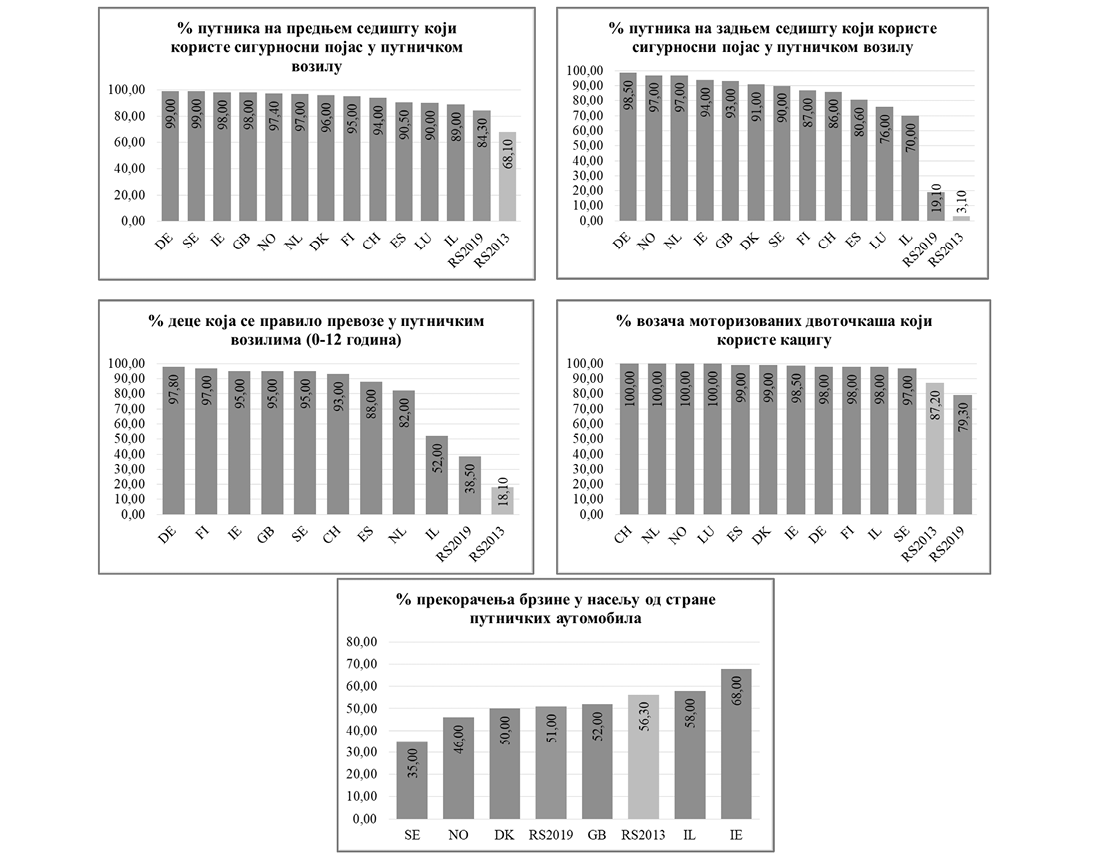 % путника на предњем седишту који
користе сигурносни појас у путничком
возилу
100,00
80,00
60,00
40,00
20,00
0,00
99,00
99,00
98,00
98,00
97,40
97,00
96,00
95,00
94,00
90,50
90,00
89,00
84,30
68,10
DE
SE
IE
GB
NO
NL
DK
FI
CH
ES
LU
IL
RS2019
RS2013
% путника на задњем седишту који користе
сигурносни појас у путничком возилу
100,00
90,00
80,00
70,00
60,00
50,00
40,00
30,00
20,00
10,00
0,00
98,50
97,00
97,00
94,00
93,00
91,00
90,00
87,00
86,00
80,60
76,00
70,00
19,10
3,10
DE
NO
NL
IE
GB
DK
SE
FI
CH
ES
LU
IL
RS2019
RS2013
% деце која се правило превозе у путничким
возилима (0-12 година)
100,00
90,00
80,00
70,00
60,00
50,00
40,00
30,00
20,00
10,00
0,00
97,80
97,00
95,00
95,00
95,00
93,00
88,00
82,00
52,00
38,50
18,10
DE
FI
IE
GB
SE
CH
ES
NL
IL
RS2019
RS2013
% возача моторизованих двоточкаша који
користе кацигу
100,00
90,00
80,00
70,00
60,00
50,00
40,00
30,00
20,00
10,00
0,00
100,00
100,00
100,00
100,00
99,00
99,00
98,50
98,00
98,00
98,00
97,00
87,20
79,30
CH
NL
NO
LU
ES
DK
IE
DE
FI
IL
SE
RS2013
RS2019
% прекорачења брзине у насељу од стране
путничких аутомобила
80,00
70,00
60,00
50,00
40,00
30,00
20,00
10,00
0,00
35,00
46,00
50,00
51,00
52,00
56,30
58,00
68,00
SE
NO
DK
RS2019
GB
RS2013
IL
IE